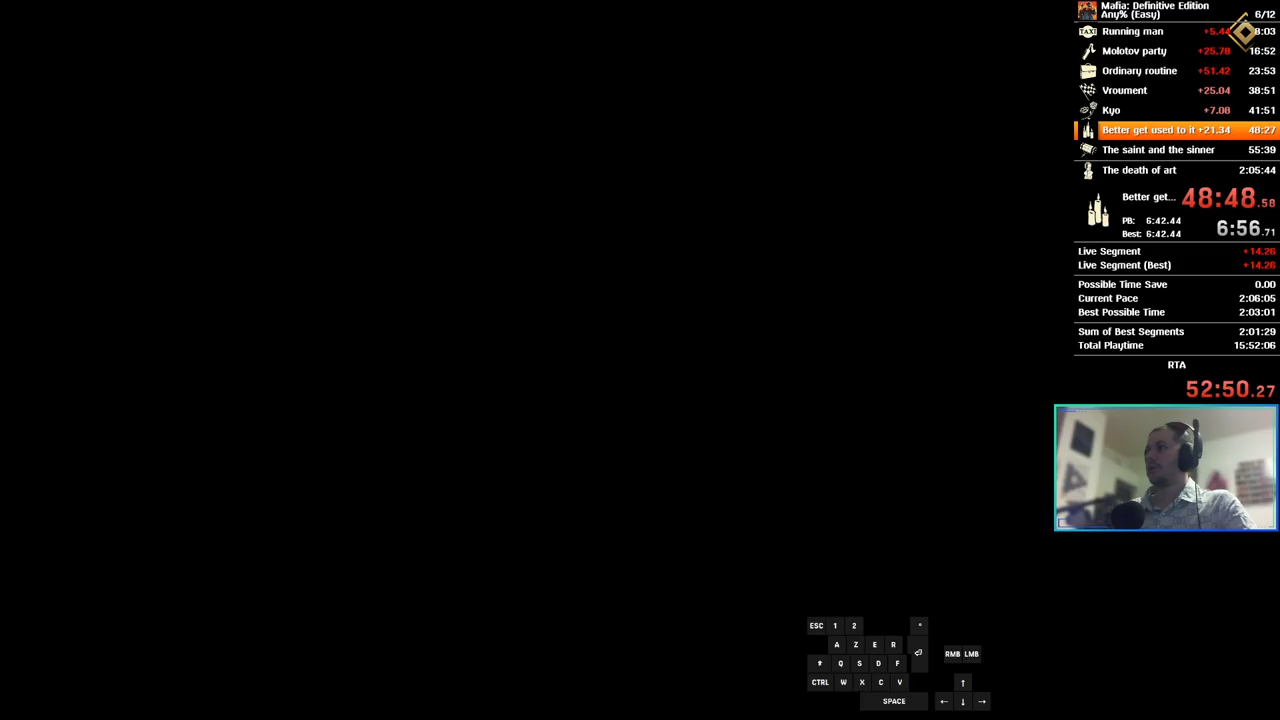 Mafia: Definitive Edition
Any% (Easy) 6/12
TAXI Running man +5.44 8:03
Molotov party +25.78 16:52
Ordinary routine +51.42 23:53
Vroument +25.04 38:51
Kyo +7.08 41:51
Better get used to it +21.34 48:27
The saint and the sinner 55:39
The death of art 2:05:44
Better get... 48:48.58
PB: 6:42.44
Best: 6:42.44
6:56.71
Live Segment +14.26
Live Segment (Best) +14.26
Possible Time Save 0.00
Current Pace 2:06:05
Best Possible Time 2:03:01
Sum of Best Segments 2:01:29
Total Playtime 15:52:06
RTA
52:50.27
ESC 1 2 °
A Z E R
RMB LMB
⇧ Q S D F
CTRL W X C V
↑
SPACE ← ↓ →